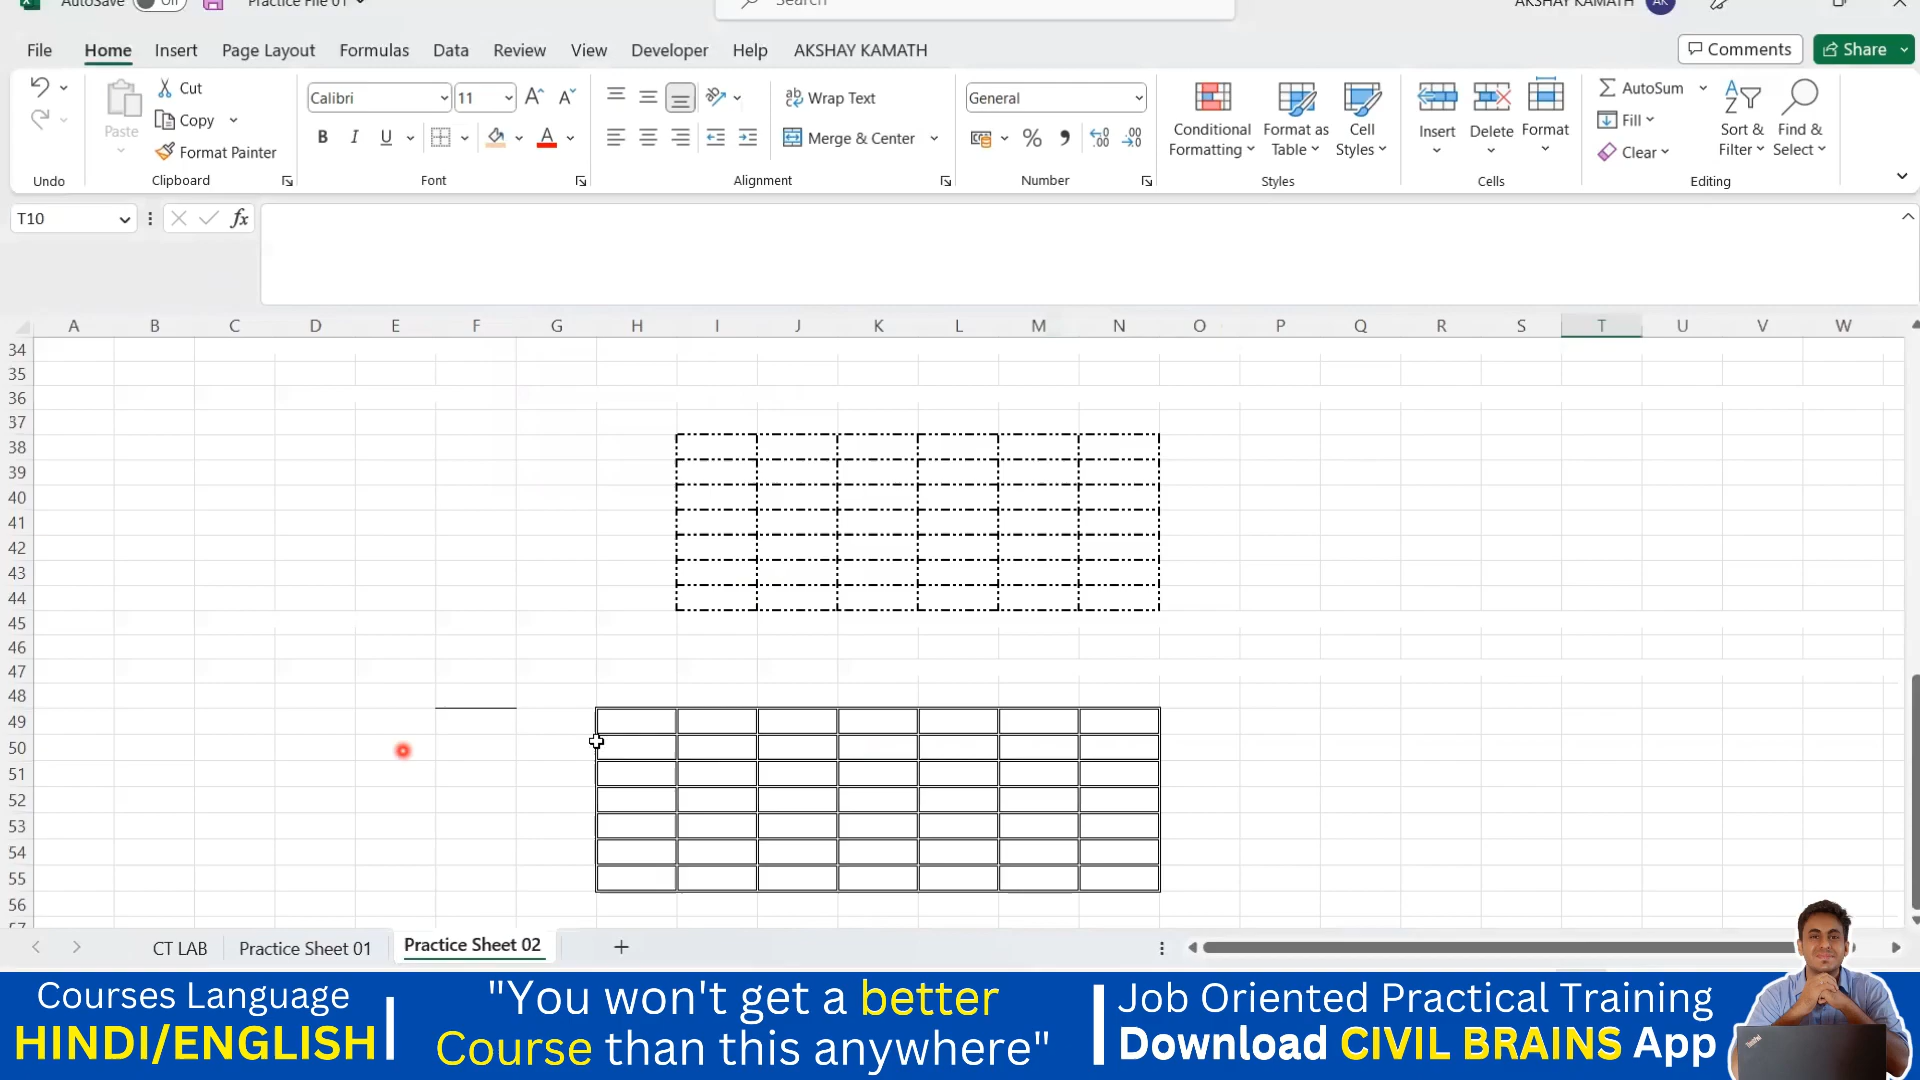 AutoSave Off Practice File 01 Search AKSHAY KAMATH AK
File Home Insert Page Layout Formulas Data Review View Developer Help AKSHAY KAMATH Comments Share
Cut
Copy
Format Painter
Paste
Undo
Clipboard
Calibri 11
B I U A
Font
Wrap Text
Merge & Center
Alignment
General
%
Number
Conditional Formatting
Format as Table
Cell Styles
Styles
Insert Delete Format
Cells
AutoSum
Fill
Clear
Sort & Filter
Find & Select
Editing
T10 fx
A B C D E F G H I J K L M N O P Q R S T U V W
34
35
36
37
38
39
40
41
42
43
44
45
46
47
48
49
50
51
52
53
54
55
56
57
CT LAB Practice Sheet 01 Practice Sheet 02
Courses Language
HINDI/ENGLISH
"You won't get a better
Course than this anywhere"
Job Oriented Practical Training
Download CIVIL BRAINS App